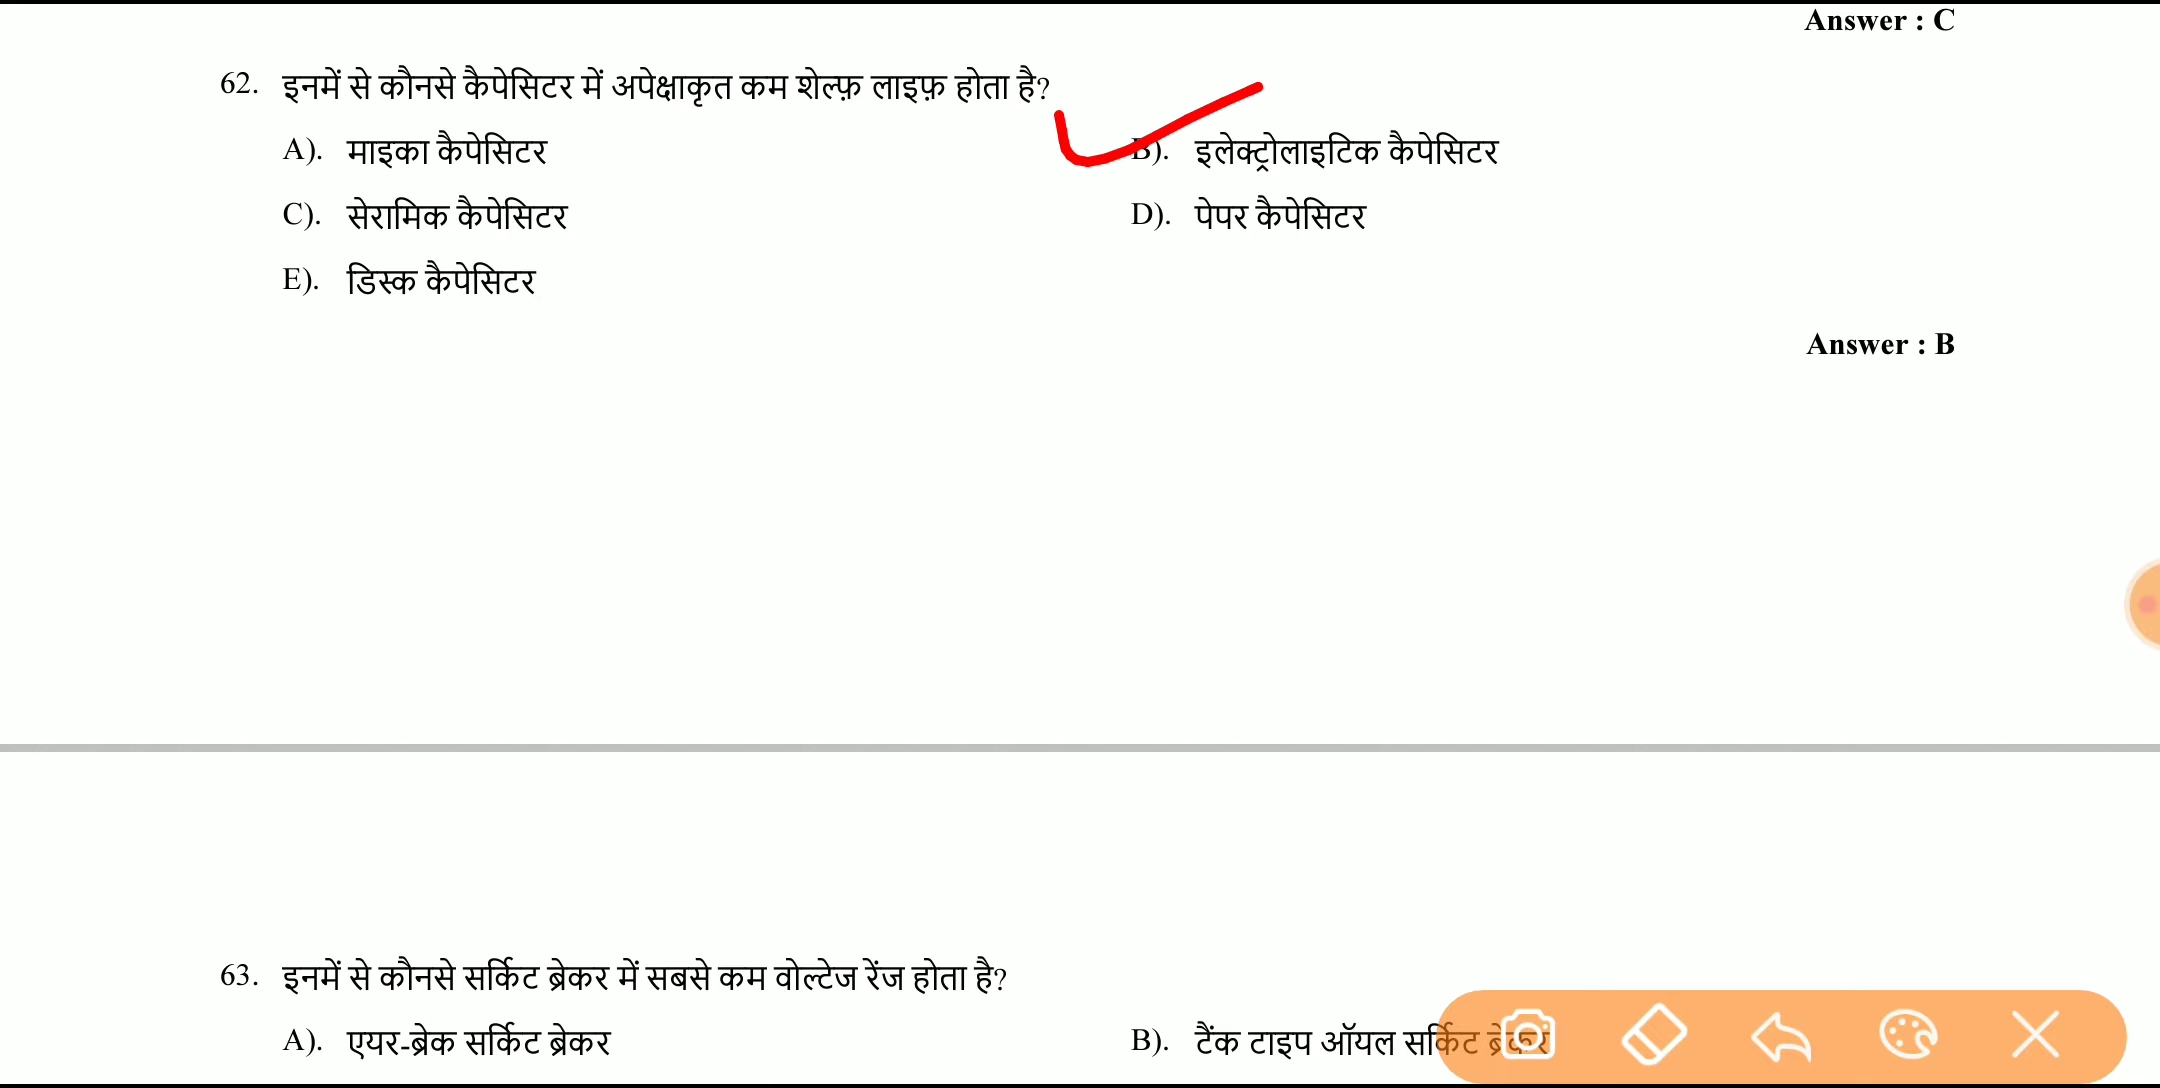 Answer : C
62. इनमें से कौनसे कैपेसिटर में अपेक्षाकृत कम शेल्फ़ लाइफ़ होता है?
A). माइका कैपेसिटर B). इलेक्ट्रोलाइटिक कैपेसिटर
C). सेरामिक कैपेसिटर D). पेपर कैपेसिटर
E). डिस्क कैपेसिटर
Answer : B
63. इनमें से कौनसे सर्किट ब्रेकर में सबसे कम वोल्टेज रेंज होता है?
A). एयर-ब्रेक सर्किट ब्रेकर B). टैंक टाइप ऑयल सर्किट ब्रेकर